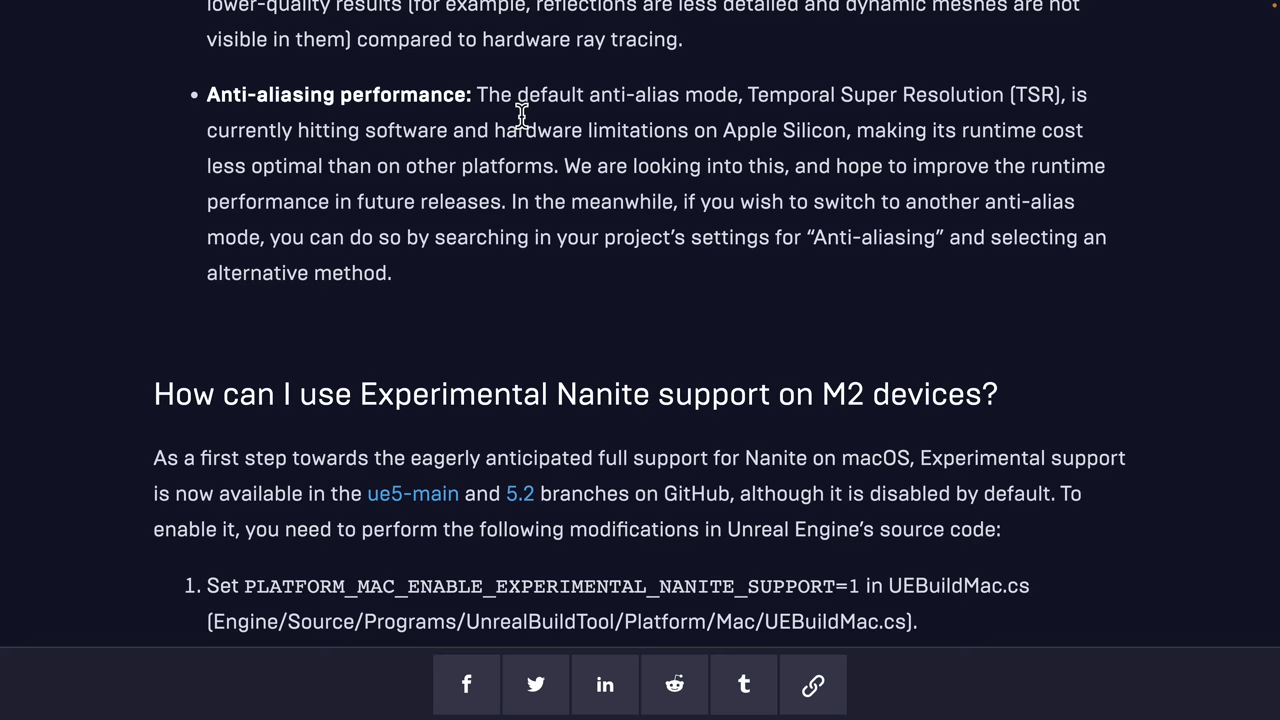 lower-quality results (for example, reflections are less detailed and dynamic meshes are not
visible in them) compared to hardware ray tracing.
• Anti-aliasing performance: The default anti-alias mode, Temporal Super Resolution (TSR), is
currently hitting software and hardware limitations on Apple Silicon, making its runtime cost
less optimal than on other platforms. We are looking into this, and hope to improve the runtime
performance in future releases. In the meanwhile, if you wish to switch to another anti-alias
mode, you can do so by searching in your project’s settings for “Anti-aliasing” and selecting an
alternative method.
How can I use Experimental Nanite support on M2 devices?
As a first step towards the eagerly anticipated full support for Nanite on macOS, Experimental support
is now available in the ue5-main and 5.2 branches on GitHub, although it is disabled by default. To
enable it, you need to perform the following modifications in Unreal Engine’s source code:
1. Set PLATFORM_MAC_ENABLE_EXPERIMENTAL_NANITE_SUPPORT=1 in UEBuildMac.cs
(Engine/Source/Programs/UnrealBuildTool/Platform/Mac/UEBuildMac.cs).